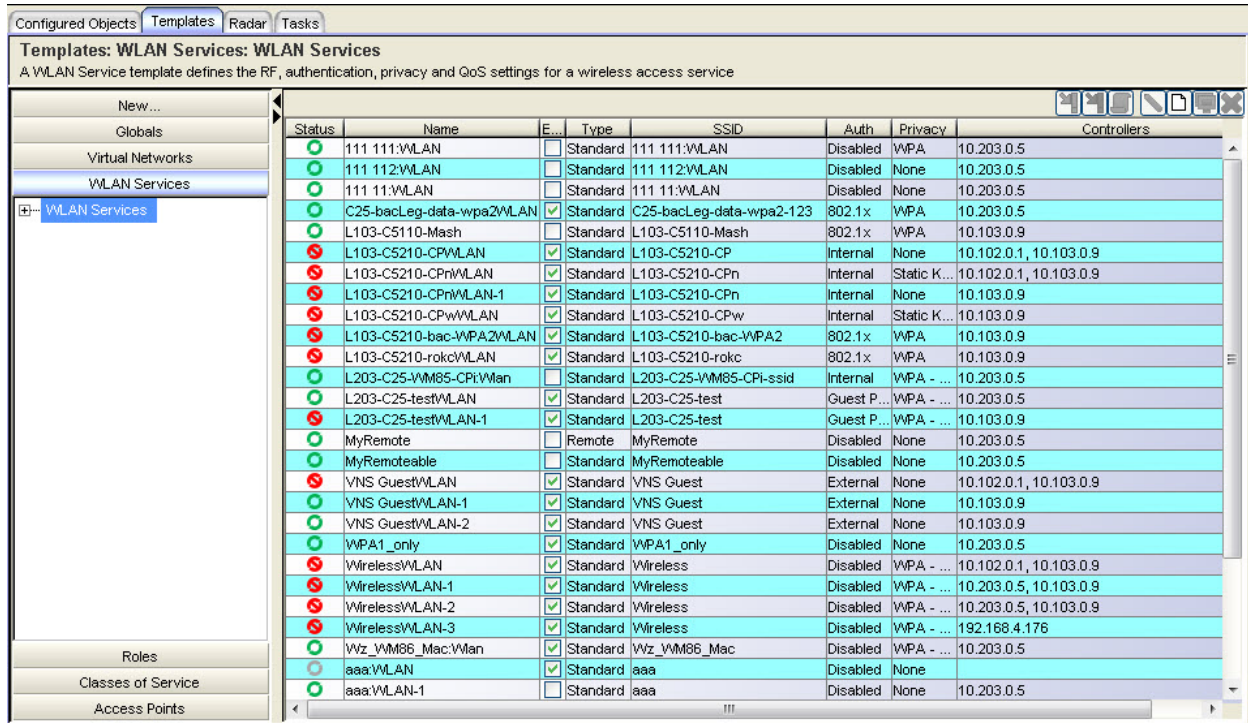 Configured Objects Templates Radar Tasks
Templates: WLAN Services: WLAN Services
A WLAN Service template defines the RF, authentication, privacy and QoS settings for a wireless access service
New...
Globals
Virtual Networks
WLAN Services
WLAN Services
Roles
Classes of Service
Access Points
Status Name E... Type SSID Auth Privacy Controllers
111 111:WLAN Standard 111 111:WLAN Disabled WPA 10.203.0.5
111 112:WLAN Standard 111 112:WLAN Disabled None 10.203.0.5
111 11:WLAN Standard 111 11:WLAN Disabled None 10.203.0.5
C25-bacLeg-data-wpa2WLAN Standard C25-bacLeg-data-wpa2-123 802.1x WPA 10.203.0.5
L103-C5110-Mash Standard L103-C5110-Mash 802.1x WPA 10.103.0.9
L103-C5210-CPWLAN Standard L103-C5210-CP Internal None 10.102.0.1, 10.103.0.9
L103-C5210-CPnWLAN Standard L103-C5210-CPn Internal Static K... 10.102.0.1, 10.103.0.9
L103-C5210-CPnWLAN-1 Standard L103-C5210-CPn Internal None 10.103.0.9
L103-C5210-CPwWLAN Standard L103-C5210-CPw Internal Static K... 10.103.0.9
L103-C5210-bac-WPA2WLAN Standard L103-C5210-bac-WPA2 802.1x WPA 10.103.0.9
L103-C5210-rokcWLAN Standard L103-C5210-rokc 802.1x WPA 10.103.0.9
L203-C25-WM85-CPi:Wlan Standard L203-C25-WM85-CPi-ssid Internal WPA - ... 10.203.0.5
L203-C25-testWLAN Standard L203-C25-test Guest P... WPA - ... 10.203.0.5
L203-C25-testWLAN-1 Standard L203-C25-test Guest P... WPA - ... 10.103.0.9
MyRemote Remote MyRemote Disabled None 10.203.0.5
MyRemoteable Standard MyRemoteable Disabled None 10.203.0.5
VNS GuestWLAN Standard VNS Guest External None 10.102.0.1, 10.103.0.9
VNS GuestWLAN-1 Standard VNS Guest External None 10.103.0.9
VNS GuestWLAN-2 Standard VNS Guest External None 10.103.0.9
WPA1_only Standard WPA1_only Disabled None 10.203.0.5
WirelessWLAN Standard Wireless Disabled WPA - ... 10.102.0.1, 10.103.0.9
WirelessWLAN-1 Standard Wireless Disabled WPA - ... 10.203.0.5, 10.103.0.9
WirelessWLAN-2 Standard Wireless Disabled WPA - ... 10.203.0.5, 10.103.0.9
WirelessWLAN-3 Standard Wireless Disabled WPA - ... 192.168.4.176
Wz_WM86_Mac:Wlan Standard Wz_WM86_Mac Disabled WPA - ... 10.203.0.5
aaa:WLAN Standard aaa Disabled None
aaa:WLAN-1 Standard aaa Disabled None 10.203.0.5